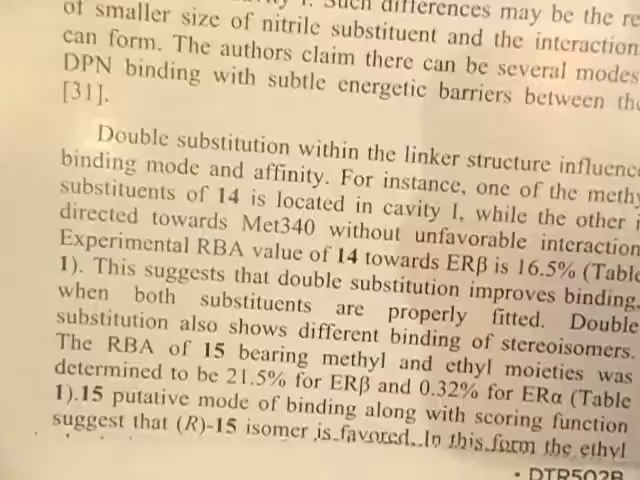 of smaller size of nitrile substituent and the interaction
can form. The authors claim there can be several modes
DPN binding with subtle energetic barriers between the
[31].
Double substitution within the linker structure influence
binding mode and affinity. For instance, one of the methy
substituents of 14 is located in cavity I, while the other i
directed towards Met340 without unfavorable interaction
Experimental RBA value of 14 towards ERβ is 16.5% (Table
1). This suggests that double substitution improves binding,
when both substituents are properly fitted. Double
substitution also shows different binding of stereoisomers.
The RBA of 15 bearing methyl and ethyl moieties was
determined to be 21.5% for ERβ and 0.32% for ERα (Table
1).15 putative mode of binding along with scoring function
suggest that (R)-15 isomer is favored. In this form the ethyl
• DTR502B